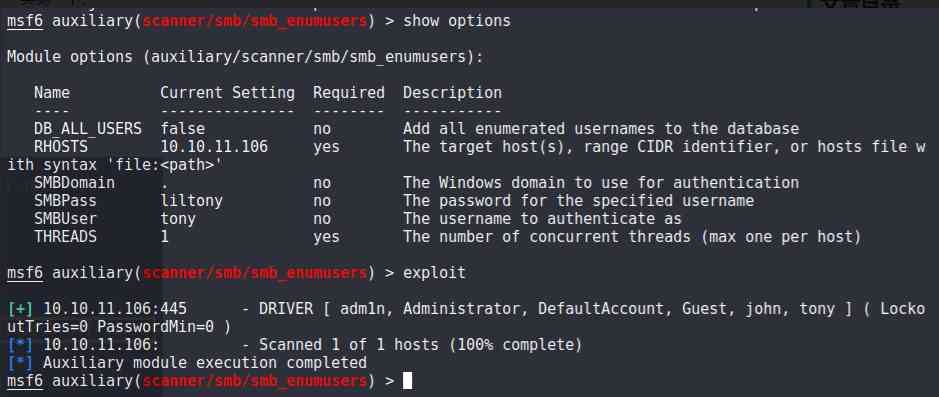 msf6 auxiliary(scanner/smb/smb_enumusers) > show options
Module options (auxiliary/scanner/smb/smb_enumusers):
Name Current Setting Required Description
---- --------------- -------- -----------
DB_ALL_USERS false no Add all enumerated usernames to the database
RHOSTS 10.10.11.106 yes The target host(s), range CIDR identifier, or hosts file w
ith syntax 'file:<path>'
SMBDomain . no The Windows domain to use for authentication
SMBPass liltony no The password for the specified username
SMBUser tony no The username to authenticate as
THREADS 1 yes The number of concurrent threads (max one per host)
msf6 auxiliary(scanner/smb/smb_enumusers) > exploit
[+] 10.10.11.106:445 - DRIVER [ adm1n, Administrator, DefaultAccount, Guest, john, tony ] ( Locko
utTries=0 PasswordMin=0 )
[*] 10.10.11.106: - Scanned 1 of 1 hosts (100% complete)
[*] Auxiliary module execution completed
msf6 auxiliary(scanner/smb/smb_enumusers) >